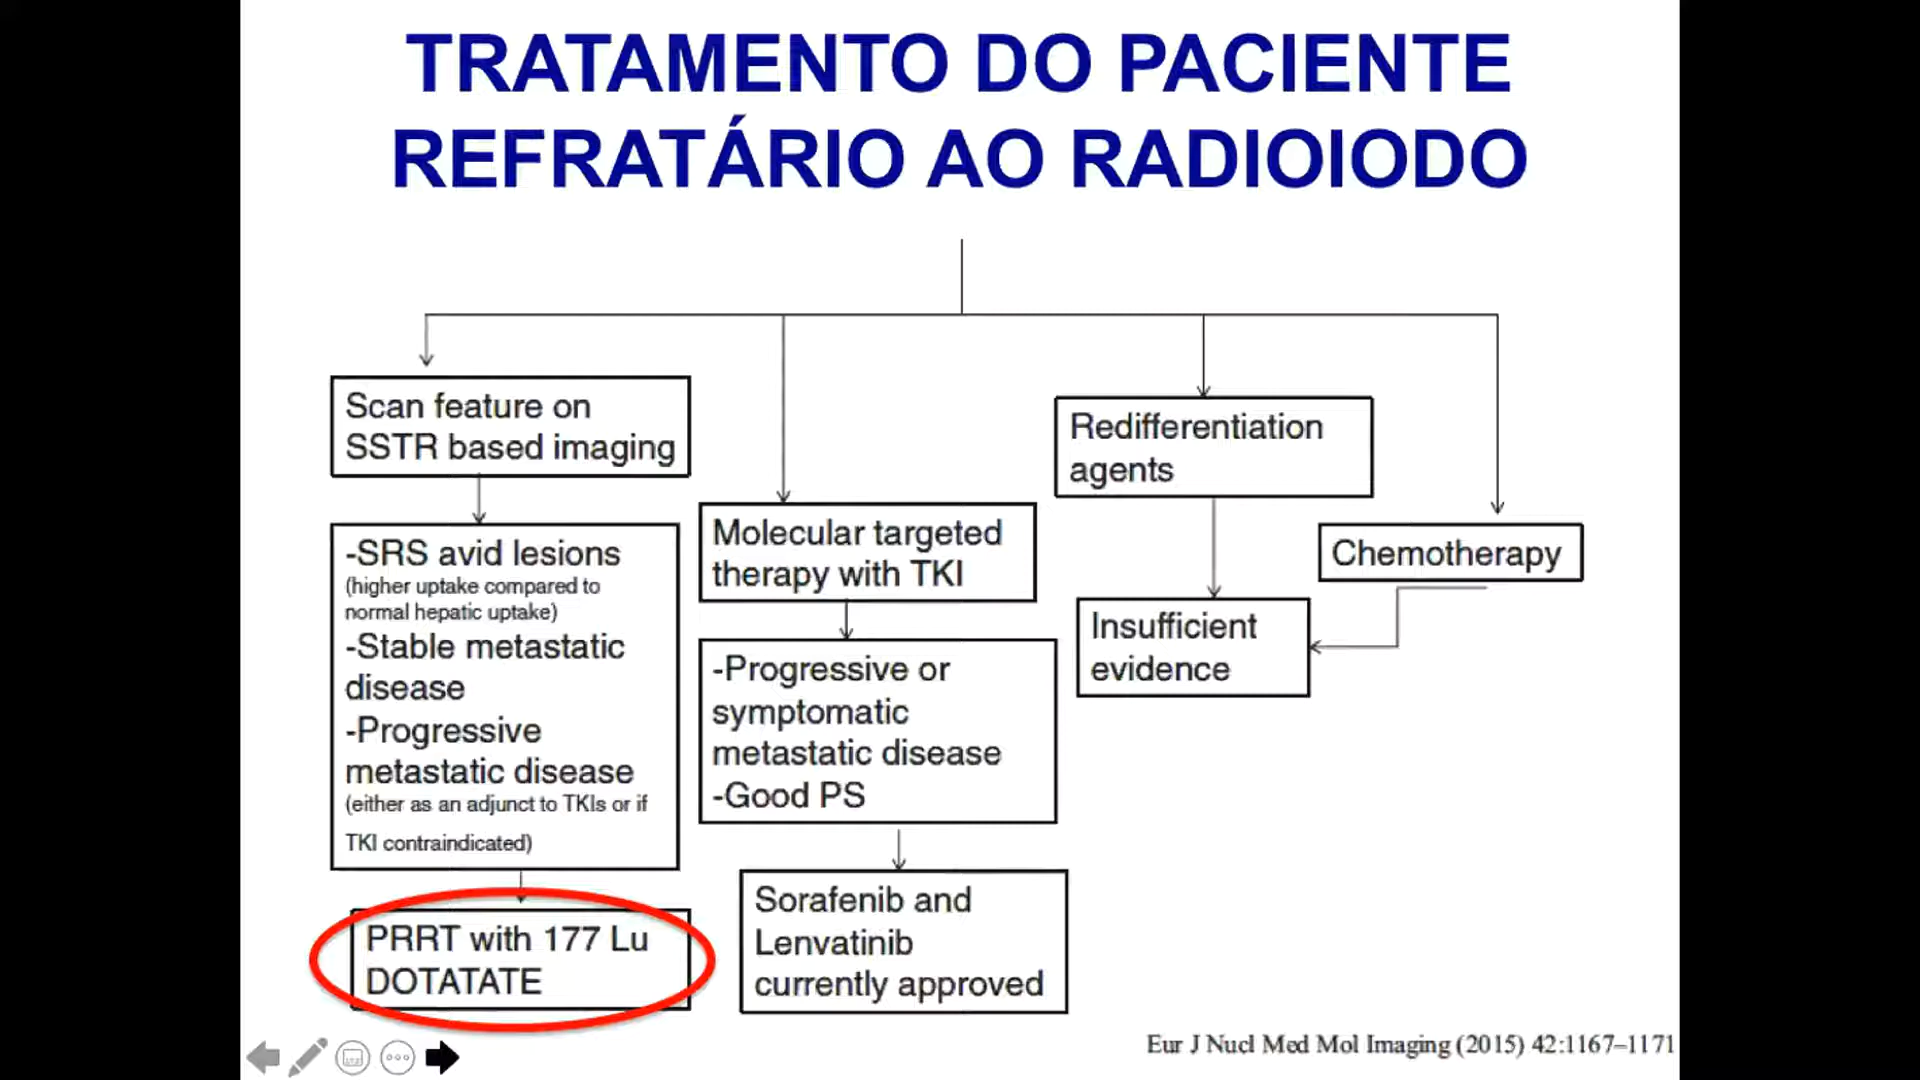 TRATAMENTO DO PACIENTE
REFRATÁRIO AO RADIOIODO
Scan feature on
SSTR based imaging
-SRS avid lesions
(higher uptake compared to
normal hepatic uptake)
-Stable metastatic
disease
-Progressive
metastatic disease
(either as an adjunct to TKIs or if
TKI contraindicated)
PRRT with 177 Lu
DOTATATE
Molecular targeted
therapy with TKI
-Progressive or
symptomatic
metastatic disease
-Good PS
Sorafenib and
Lenvatinib
currently approved
Redifferentiation
agents
Insufficient
evidence
Chemotherapy
Eur J Nucl Med Mol Imaging (2015) 42:1167–1171